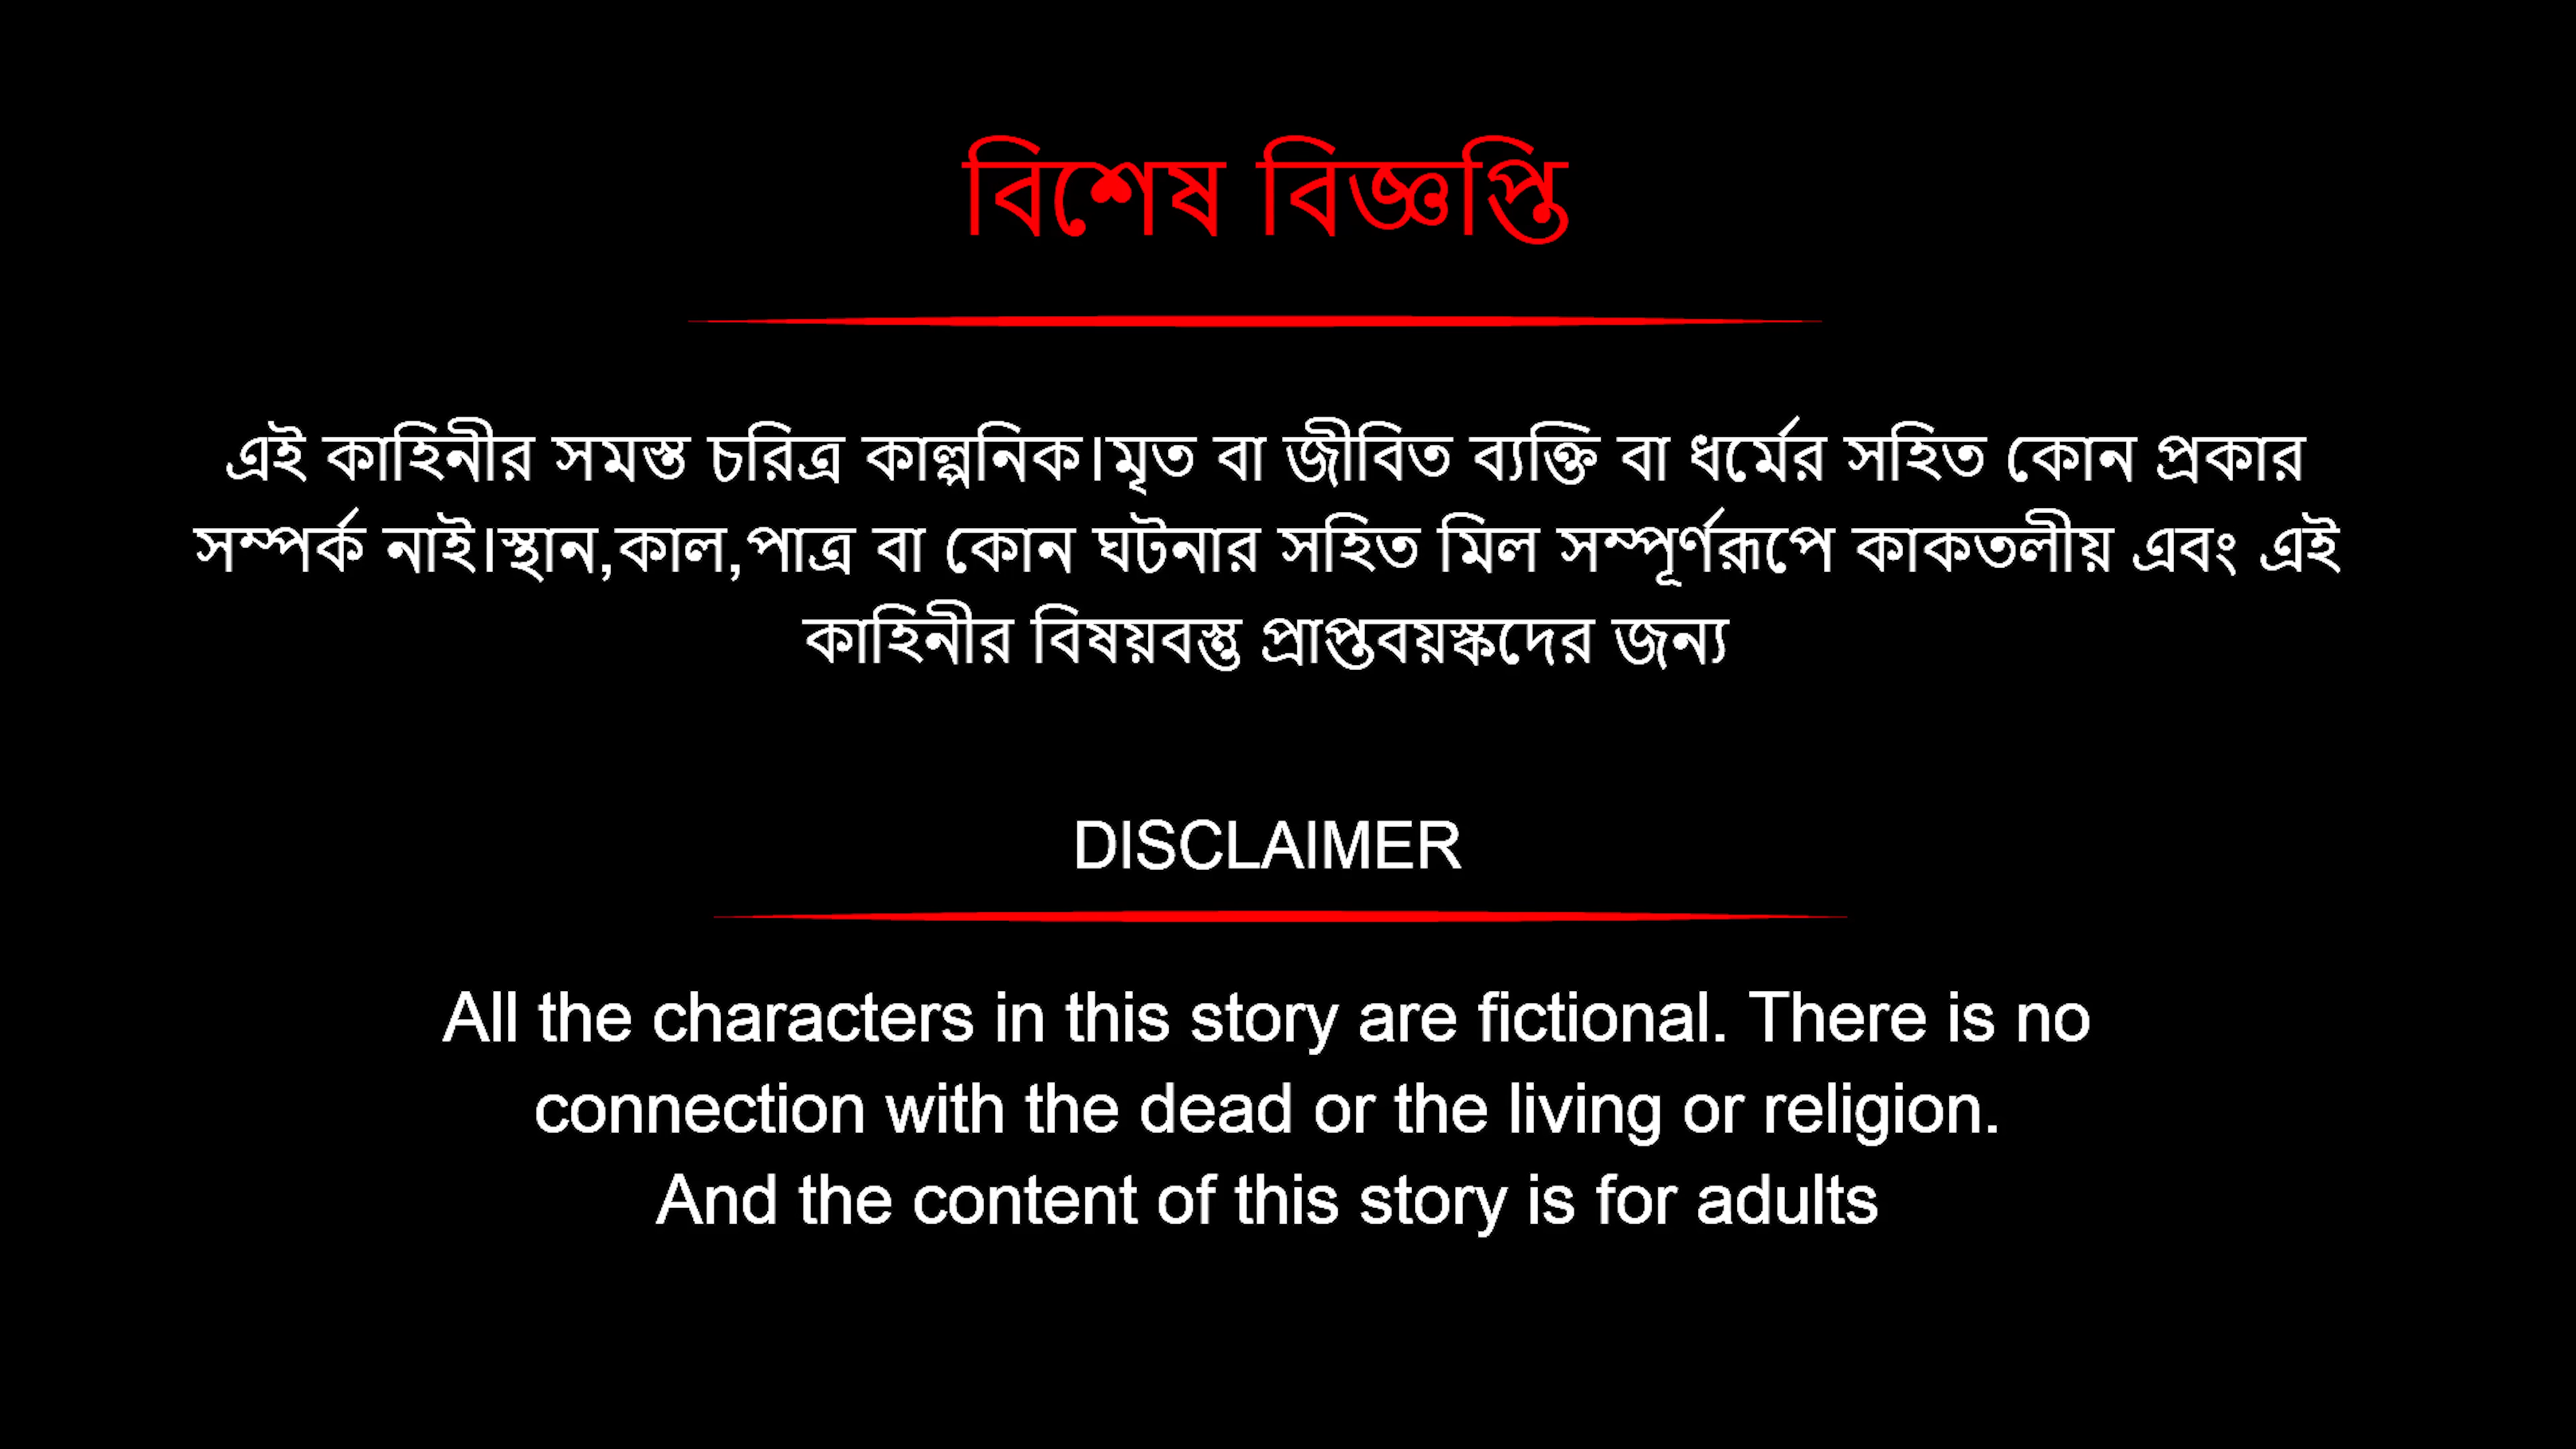 বিশেষ বিজ্ঞপ্তি
এই কাহিনীর সমস্ত চরিত্র কাল্পনিক।মৃত বা জীবিত ব্যক্তি বা ধর্মের সহিত কোন প্রকার
সম্পর্ক নাই।স্থান,কাল,পাত্র বা কোন ঘটনার সহিত মিল সম্পূর্ণরূপে কাকতলীয় এবং এই
কাহিনীর বিষয়বস্তু প্রাপ্তবয়স্কদের জন্য
DISCLAIMER
All the characters in this story are fictional. There is no
connection with the dead or the living or religion.
And the content of this story is for adults